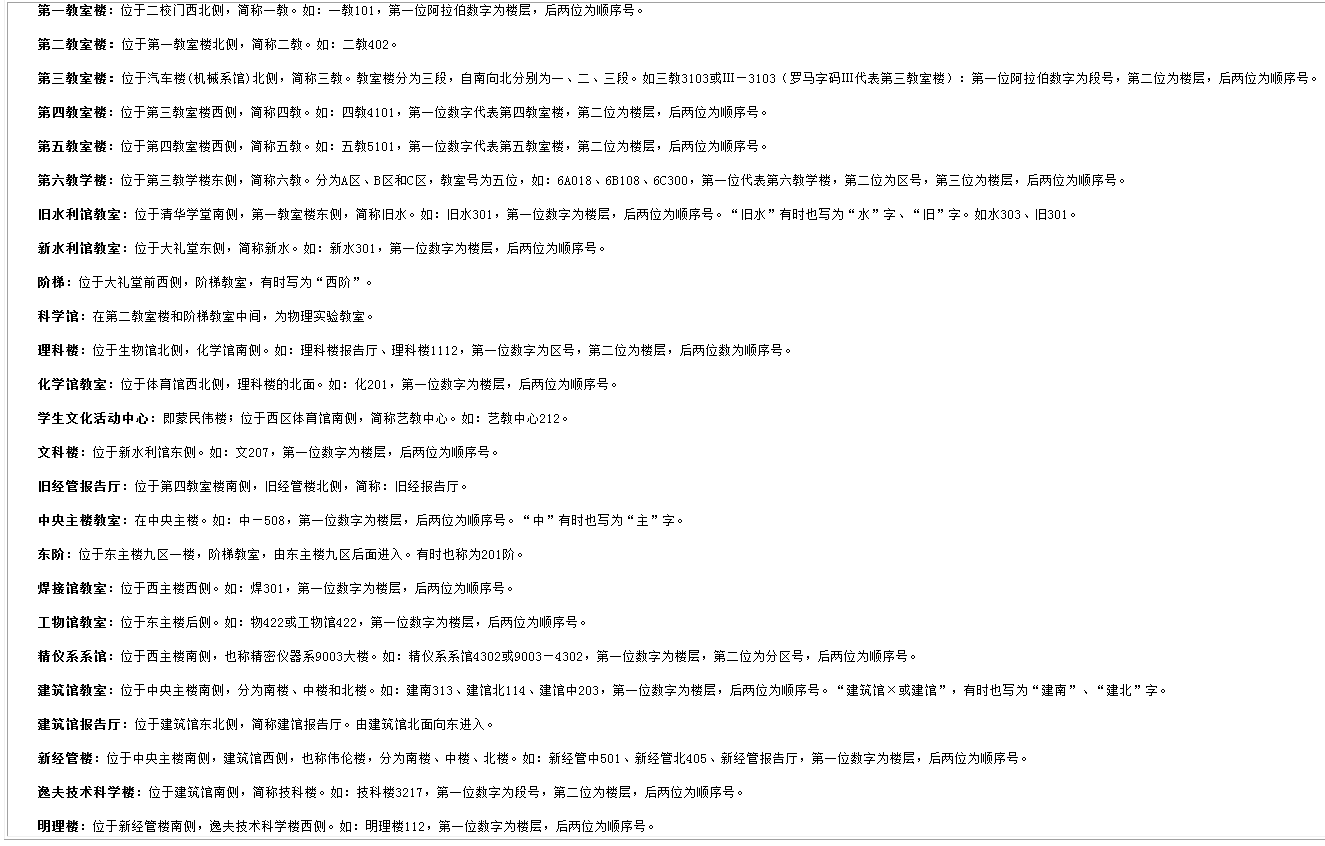 第一教室楼：位于二校门西北侧，简称一教。如：一教101，第一位阿拉伯数字为楼层，后两位为顺序号。
第二教室楼：位于第一教室楼北侧，简称二教。如：二教402。
第三教室楼：位于汽车楼(机械系馆)北侧，简称三教。教室楼分为三段，自南向北分别为一、二、三段。如三教3103或Ⅲ－3103（罗马字码Ⅲ代表第三教室楼）：第一位阿拉伯数字为段号，第二位为楼层，后两位为顺序号。
第四教室楼：位于第三教室楼西侧，简称四教。如：四教4101，第一位数字代表第四教室楼，第二位为楼层，后两位为顺序号。
第五教室楼：位于第四教室楼西侧，简称五教。如：五教5101，第一位数字代表第五教室楼，第二位为楼层，后两位为顺序号。
第六教学楼：位于第三教学楼东侧，简称六教。分为A区、B区和C区，教室号为五位，如：6A018、6B108、6C300，第一位代表第六教学楼，第二位为区号，第三位为楼层，后两位为顺序号。
旧水利馆教室：位于清华学堂南侧，第一教室楼东侧，简称旧水。如：旧水301，第一位数字为楼层，后两位为顺序号。“旧水”有时也写为“水”字、“旧”字。如水303、旧301。
新水利馆教室：位于大礼堂东侧，简称新水。如：新水301，第一位数字为楼层，后两位为顺序号。
阶梯：位于大礼堂前西侧，阶梯教室，有时写为“西阶”。
科学馆：在第二教室楼和阶梯教室中间，为物理实验教室。
理科楼：位于生物馆北侧，化学馆南侧。如：理科楼报告厅、理科楼1112，第一位数字为区号，第二位为楼层，后两位数为顺序号。
化学馆教室：位于体育馆西北侧，理科楼的北面。如：化201，第一位数字为楼层，后两位为顺序号。
学生文化活动中心：即蒙民伟楼；位于西区体育馆南侧，简称艺教中心。如：艺教中心212。
文科楼：位于新水利馆东侧。如：文207，第一位数字为楼层，后两位为顺序号。
旧经管报告厅：位于第四教室楼南侧，旧经管楼北侧，简称：旧经报告厅。
中央主楼教室：在中央主楼。如：中－508，第一位数字为楼层，后两位为顺序号。“中”有时也写为“主”字。
东阶：位于东主楼九区一楼，阶梯教室，由东主楼九区后面进入。有时也称为201阶。
焊接馆教室：位于西主楼西侧。如：焊301，第一位数字为楼层，后两位为顺序号。
工物馆教室：位于东主楼后侧。如：物422或工物馆422，第一位数字为楼层，后两位为顺序号。
精仪系系馆：位于西主楼南侧，也称精密仪器系9003大楼。如：精仪系系馆4302或9003－4302，第一位数字为楼层，第二位为分区号，后两位为顺序号。
建筑馆教室：位于中央主楼南侧，分为南楼、中楼和北楼。如：建南313、建馆北114、建馆中203，第一位数字为楼层，后两位为顺序号。“建筑馆×或建馆”，有时也写为“建南”、“建北”字。
建筑馆报告厅：位于建筑馆东北侧，简称建馆报告厅。由建筑馆北面向东进入。
新经管楼：位于中央主楼南侧，建筑馆西侧，也称伟伦楼，分为南楼、中楼、北楼。如：新经管中501、新经管北405、新经管报告厅，第一位数字为楼层，后两位为顺序号。
逸夫技术科学楼：位于建筑馆南侧，简称技科楼。如：技科楼3217，第一位数字为段号，第二位为楼层，后两位为顺序号。
明理楼：位于新经管楼南侧，逸夫技术科学楼西侧。如：明理楼112，第一位数字为楼层，后两位为顺序号。